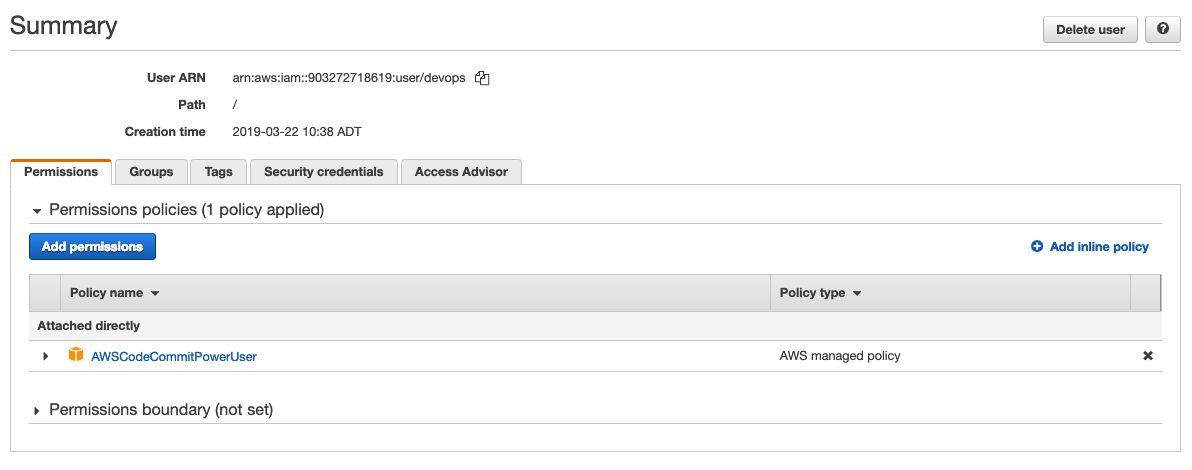 Summary
Delete user
?
User ARN arn:aws:iam::903272718619:user/devops
Path /
Creation time 2019-03-22 10:38 ADT
Permissions Groups Tags Security credentials Access Advisor
Permissions policies (1 policy applied)
Add permissions Add inline policy
Policy name Policy type
Attached directly
AWSCodeCommitPowerUser AWS managed policy
Permissions boundary (not set)